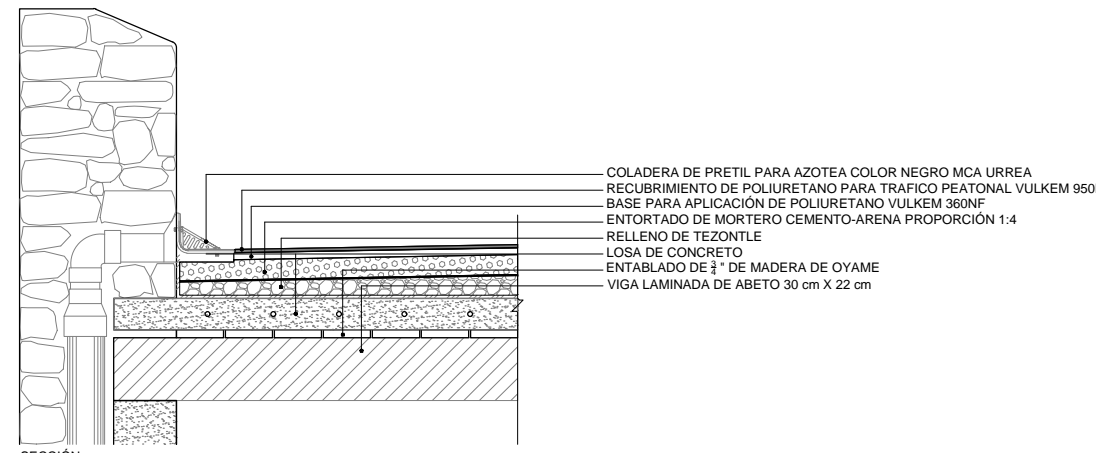 COLADERA DE PRETIL PARA AZOTEA COLOR NEGRO MCA URREA
RECUBRIMIENTO DE POLIURETANO PARA TRAFICO PEATONAL VULKEM 950
BASE PARA APLICACIÓN DE POLIURETANO VULKEM 360NF
ENTORTADO DE MORTERO CEMENTO-ARENA PROPORCIÓN 1:4
RELLENO DE TEZONTLE
LOSA DE CONCRETO
ENTABLADO DE 3/4" DE MADERA DE OYAME
VIGA LAMINADA DE ABETO 30 cm X 22 cm
SECCIÓN